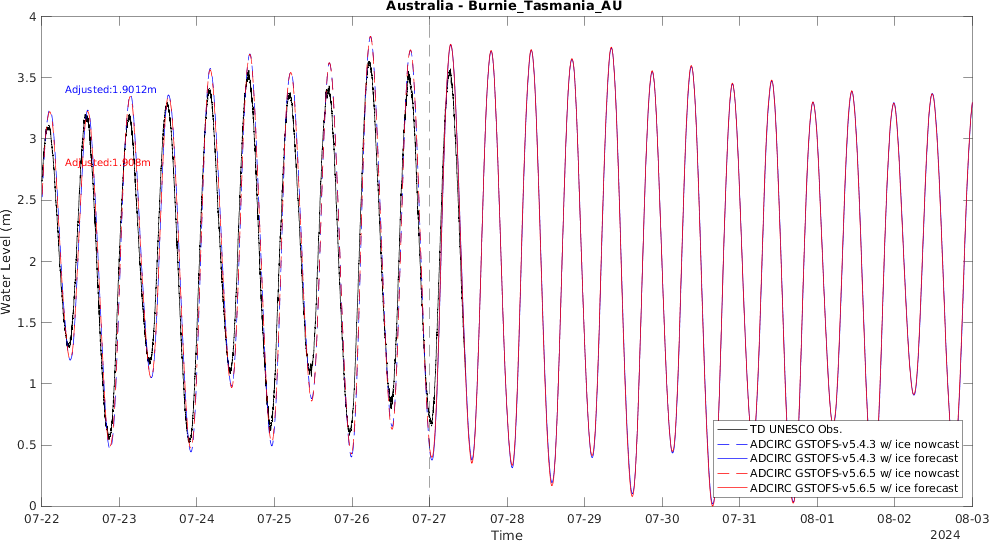 Australia - Burnie_Tasmania_AU
4
3.5
3
2.5
2
1.5
1
0.5
0
Water Level (m)
Adjusted:1.9012m
Adjusted:1.908m
TD UNESCO Obs.
ADCIRC GSTOFS-v5.4.3 w/ ice nowcast
ADCIRC GSTOFS-v5.4.3 w/ ice forecast
ADCIRC GSTOFS-v5.6.5 w/ ice nowcast
ADCIRC GSTOFS-v5.6.5 w/ ice forecast
07-22 07-23 07-24 07-25 07-26 07-27 07-28 07-29 07-30 07-31 08-01 08-02 08-03
Time
2024